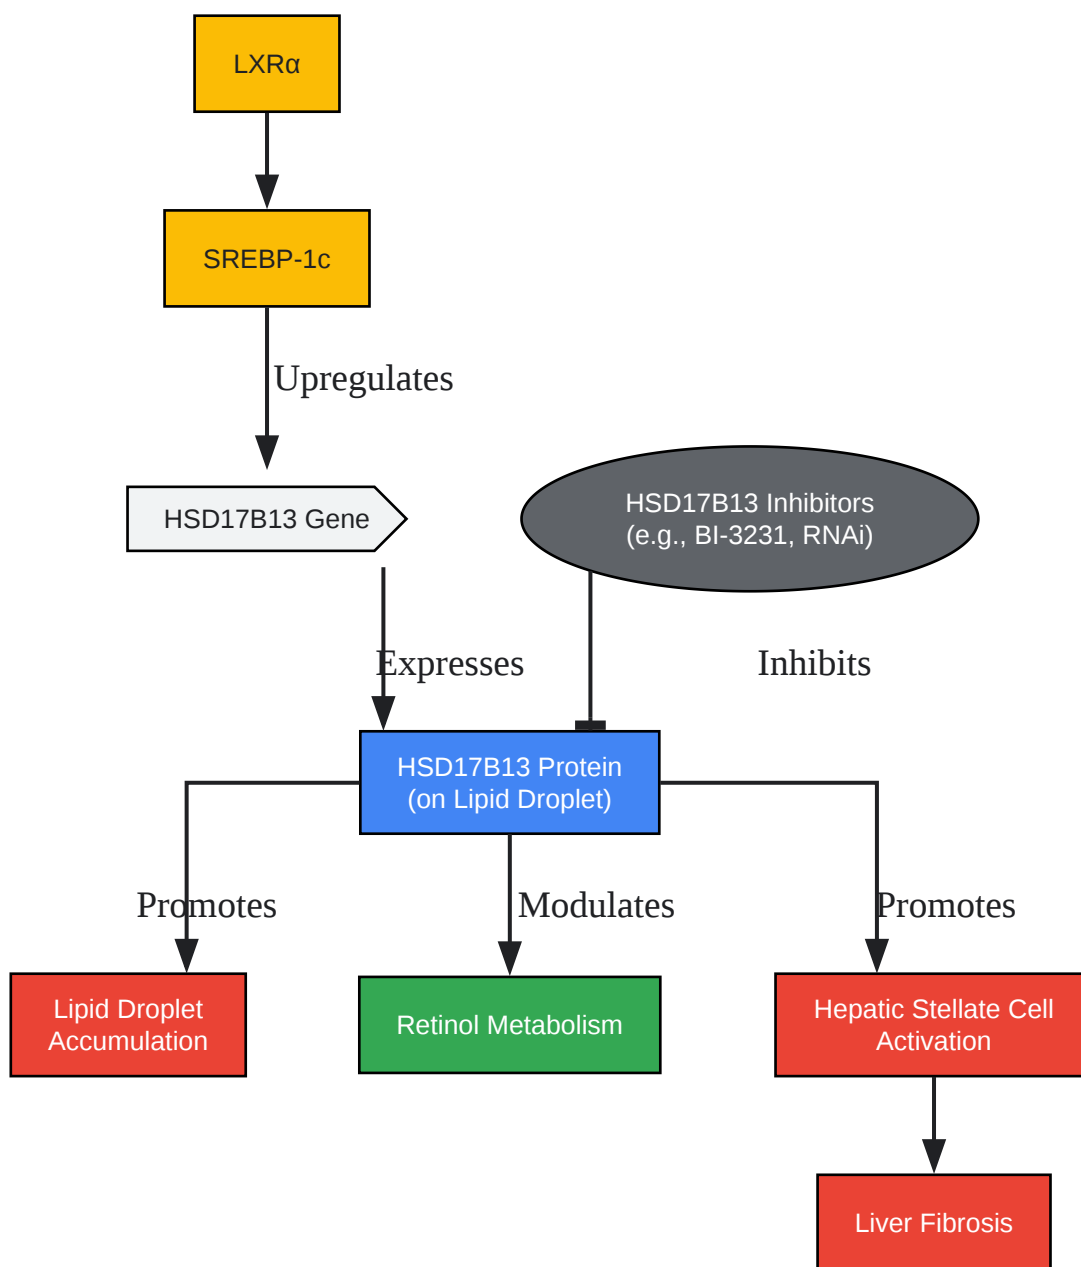 LXRα
SREBP-1c
Upregulates
HSD17B13 Gene
HSD17B13 Inhibitors
(e.g., BI-3231, RNAi)
Expresses
Inhibits
HSD17B13 Protein
(on Lipid Droplet)
Promotes
Modulates
Promotes
Lipid Droplet
Accumulation
Retinol Metabolism
Hepatic Stellate Cell
Activation
Liver Fibrosis